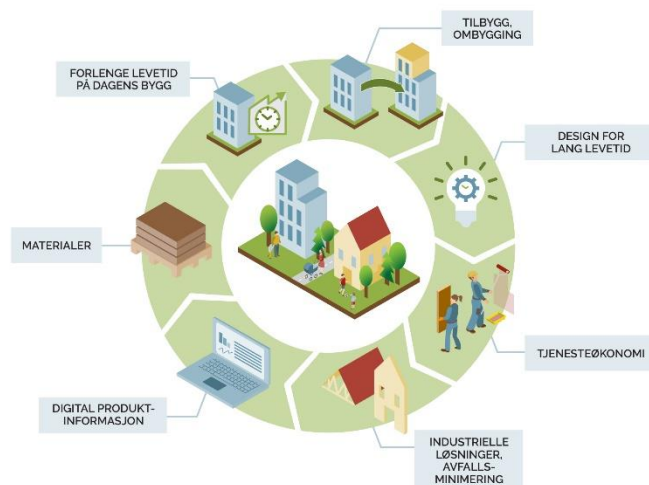 TILBYGG,
OMBYGGING
FORLENGE LEVETID
PÅ DAGENS BYGG
DESIGN FOR
LANG LEVETID
MATERIALER
TJENESTEØKONOMI
DIGITAL PRODUKT-
INFORMASJON
INDUSTRIELLE
LØSNINGER,
AVFALLS-
MINIMERING